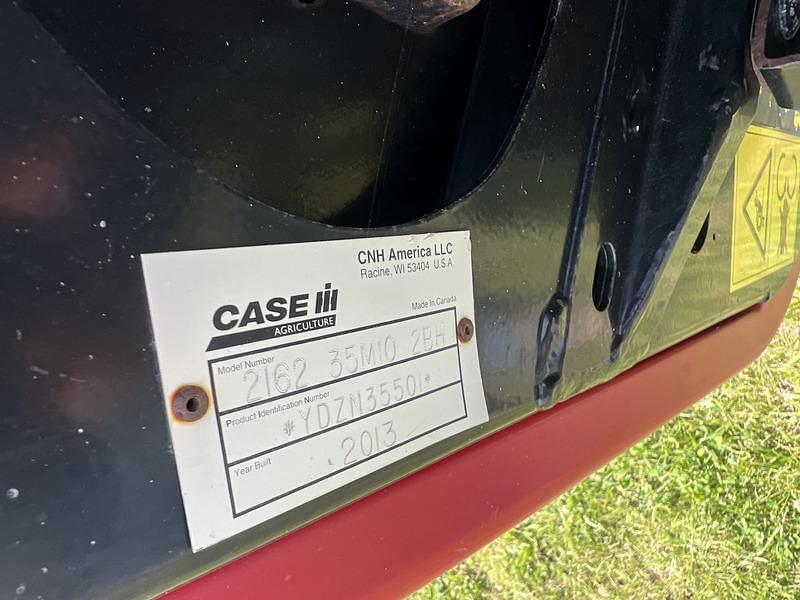 CNH America LLC
Racine, WI 53404 U.S.A
CASE IH
AGRICULTURE
Made In Canada
Model Number
2162 35M10 2BH
Product Identification Number
*YDZN35501*
Year Built
2013